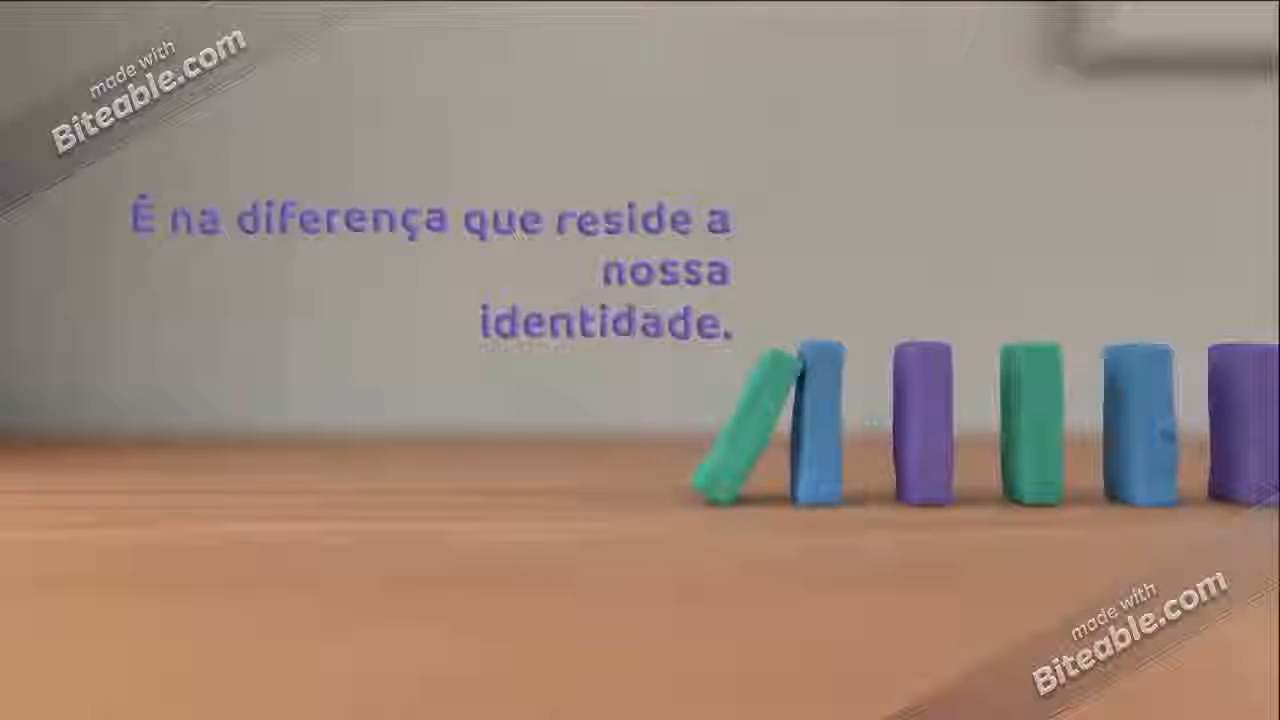 made with
Biteable.com
É na diferença que reside a
nossa
identidade.
made with
Biteable.com